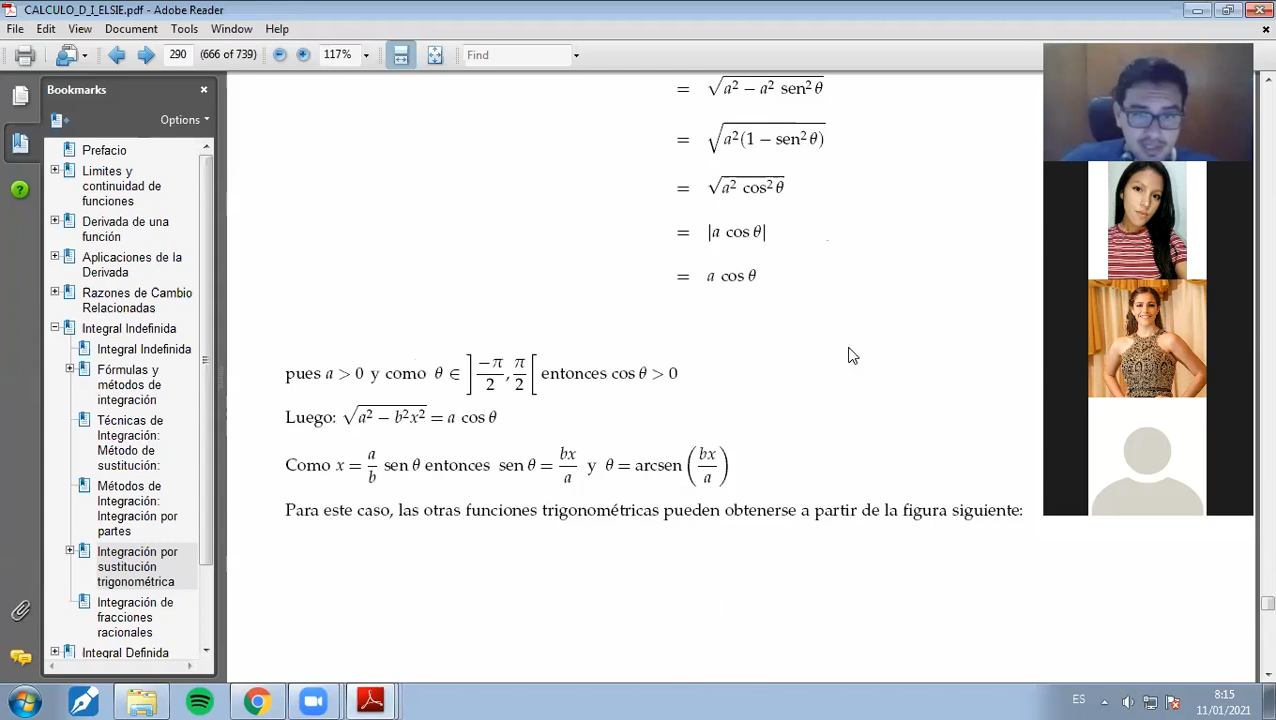 CALCULO_D_I_ELSIE.pdf - Adobe Reader
File Edit View Document Tools Window Help
290 (666 of 739) 117% Find
Bookmarks
Options
Prefacio
Limites y
continuidad de
funciones
Derivada de una
función
Aplicaciones de la
Derivada
Razones de Cambio
Relacionadas
Integral Indefinida
Integral Indefinida
Fórmulas y
métodos de
integración
Técnicas de
Integración:
Método de
sustitución:
Métodos de
Integración:
Integración por
partes
Integración por
sustitución
trigonométrica
Integración de
fracciones
racionales
Integral Definida
= √(a² − a² sen² θ)
= √(a²(1 − sen² θ))
= √(a² cos² θ)
= |a cos θ|
= a cos θ
pues a > 0 y como θ ∈ ]−π/2, π/2[ entonces cos θ > 0
Luego: √(a² − b²x²) = a cos θ
Como x = a/b sen θ entonces sen θ = bx/a y θ = arcsen (bx/a)
Para este caso, las otras funciones trigonométricas pueden obtenerse a partir de la figura siguiente:
ES
8:15
11/01/2021